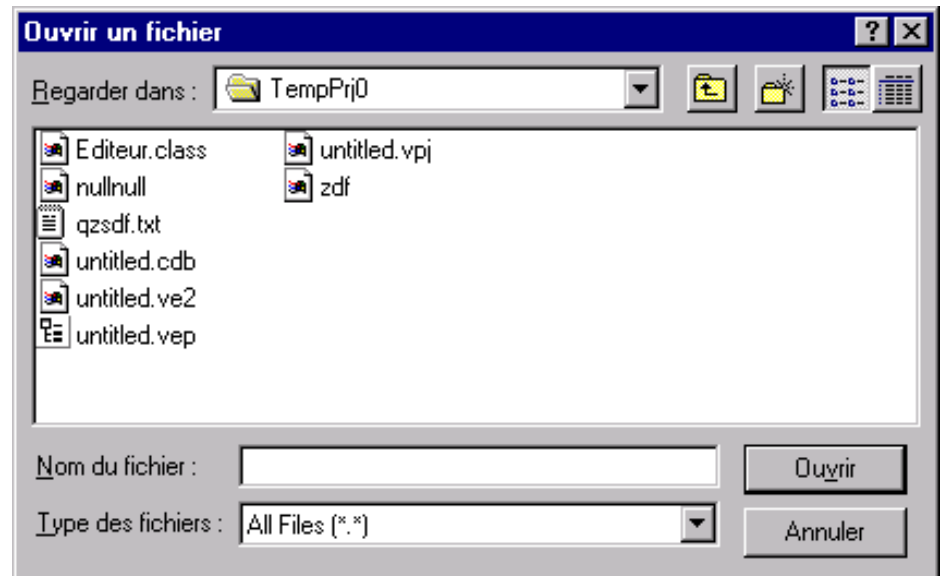 Ouvrir un fichier
Regarder dans : TempPrj0
Editeur.class
nullnull
qzsdf.txt
untitled.cdb
untitled.ve2
untitled.vep
untitled.vpj
zdf
Nom du fichier :
Ouvrir
Type des fichiers : All Files (*.*)
Annuler